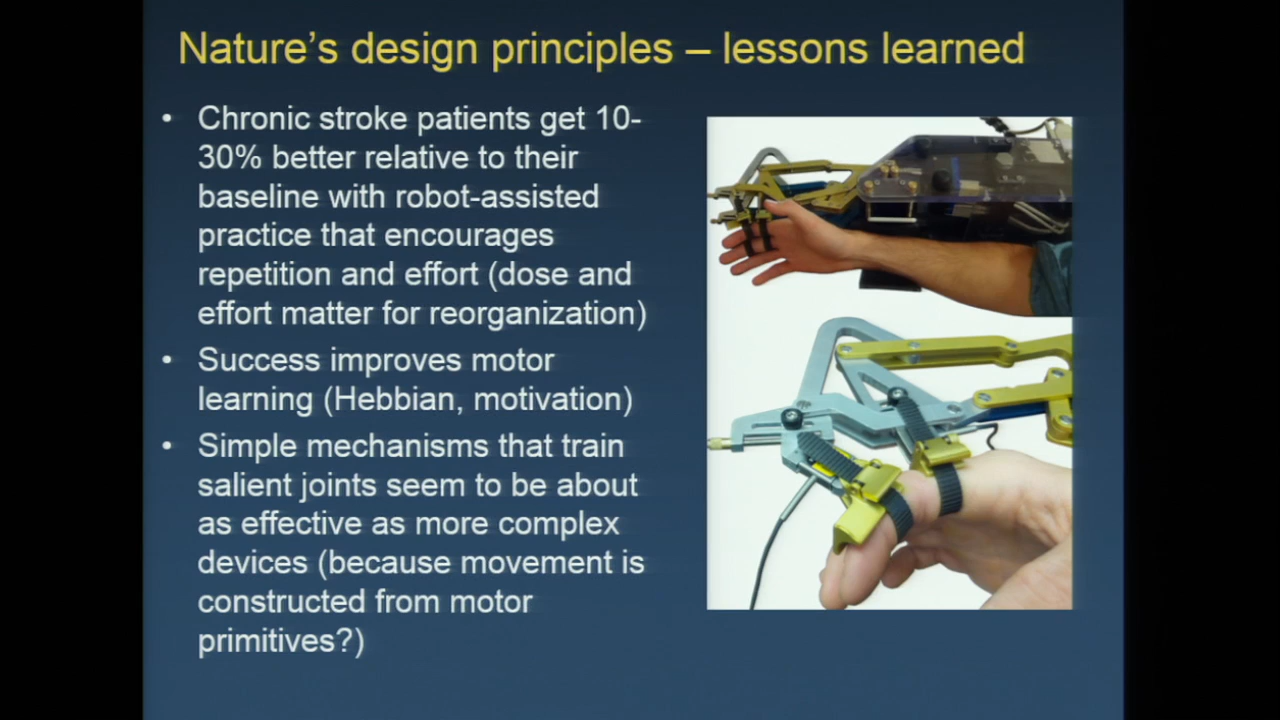 Nature's design principles – lessons learned
• Chronic stroke patients get 10-
30% better relative to their
baseline with robot-assisted
practice that encourages
repetition and effort (dose and
effort matter for reorganization)
• Success improves motor
learning (Hebbian, motivation)
• Simple mechanisms that train
salient joints seem to be about
as effective as more complex
devices (because movement is
constructed from motor
primitives?)